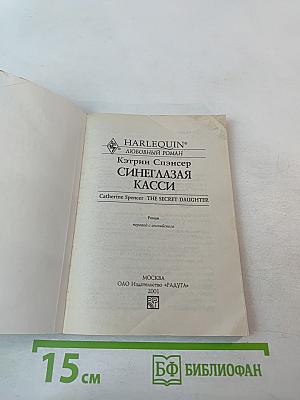 HARLEQUIN®
ЛЮБОВНЫЙ РОМАН
Кэтрин Спэнсер
СИНЕГЛАЗАЯ
КАССИ
Catherine Spencer THE SECRET DAUGHTER
Роман
перевод с английского
МОСКВА
ОАО Издательство «РАДУГА»
2001
15 см
БФ БИБЛИОФАН